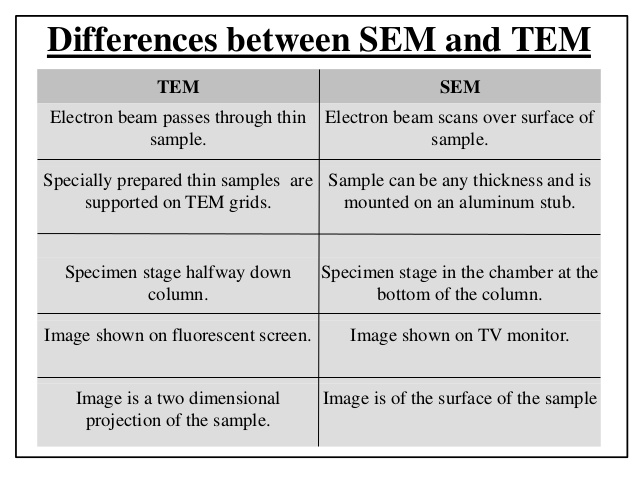 Differences between SEM and TEM
TEM
SEM
Electron beam passes through thin
sample.
Electron beam scans over surface of
sample.
Specially prepared thin samples are
supported on TEM grids.
Sample can be any thickness and is
mounted on an aluminum stub.
Specimen stage halfway down
column.
Specimen stage in the chamber at the
bottom of the column.
Image shown on fluorescent screen.
Image shown on TV monitor.
Image is a two dimensional
projection of the sample.
Image is of the surface of the sample